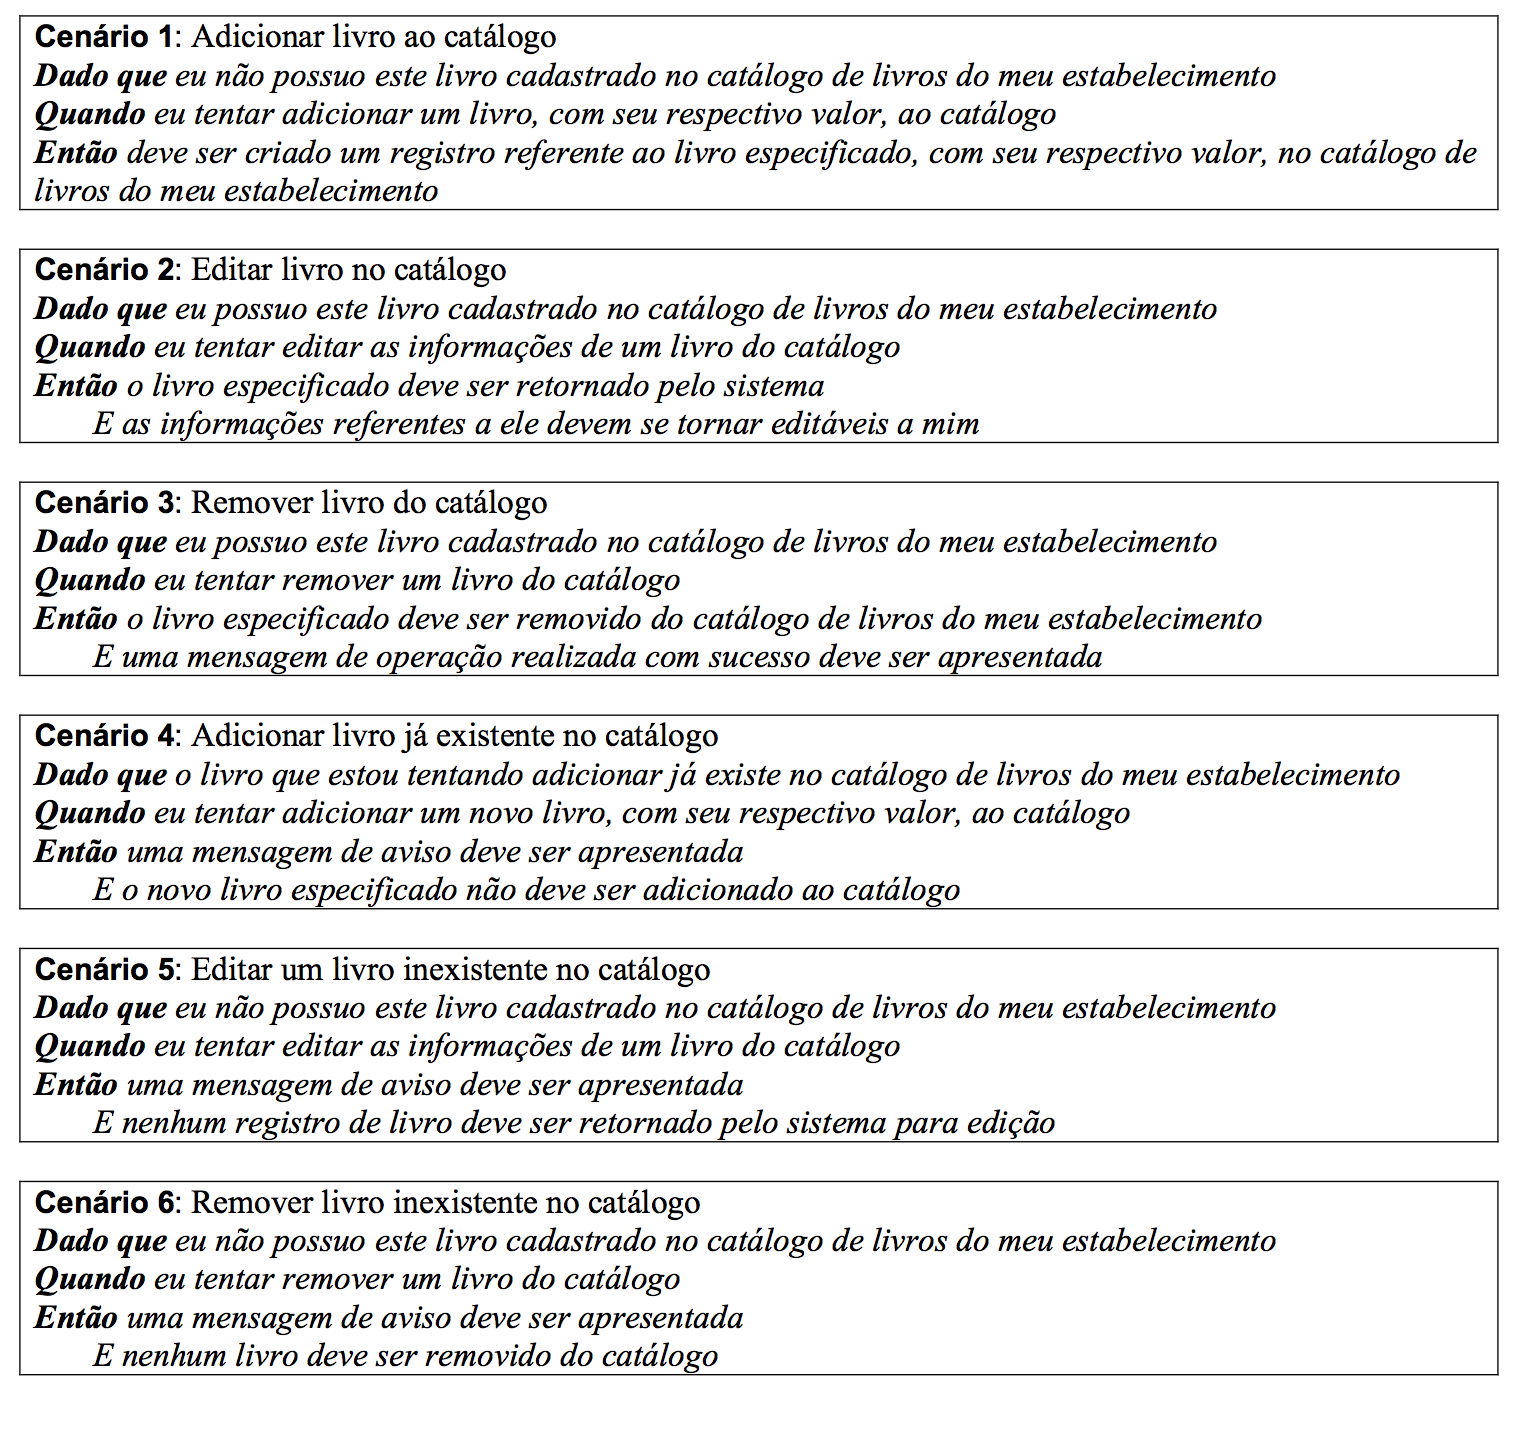 Cenário 1: Adicionar livro ao catálogo
Dado que eu não possuo este livro cadastrado no catálogo de livros do meu estabelecimento
Quando eu tentar adicionar um livro, com seu respectivo valor, ao catálogo
Então deve ser criado um registro referente ao livro especificado, com seu respectivo valor, no catálogo de
livros do meu estabelecimento
Cenário 2: Editar livro no catálogo
Dado que eu possuo este livro cadastrado no catálogo de livros do meu estabelecimento
Quando eu tentar editar as informações de um livro do catálogo
Então o livro especificado deve ser retornado pelo sistema
E as informações referentes a ele devem se tornar editáveis a mim
Cenário 3: Remover livro do catálogo
Dado que eu possuo este livro cadastrado no catálogo de livros do meu estabelecimento
Quando eu tentar remover um livro do catálogo
Então o livro especificado deve ser removido do catálogo de livros do meu estabelecimento
E uma mensagem de operação realizada com sucesso deve ser apresentada
Cenário 4: Adicionar livro já existente no catálogo
Dado que o livro que estou tentando adicionar já existe no catálogo de livros do meu estabelecimento
Quando eu tentar adicionar um novo livro, com seu respectivo valor, ao catálogo
Então uma mensagem de aviso deve ser apresentada
E o novo livro especificado não deve ser adicionado ao catálogo
Cenário 5: Editar um livro inexistente no catálogo
Dado que eu não possuo este livro cadastrado no catálogo de livros do meu estabelecimento
Quando eu tentar editar as informações de um livro do catálogo
Então uma mensagem de aviso deve ser apresentada
E nenhum registro de livro deve ser retornado pelo sistema para edição
Cenário 6: Remover livro inexistente no catálogo
Dado que eu não possuo este livro cadastrado no catálogo de livros do meu estabelecimento
Quando eu tentar remover um livro do catálogo
Então uma mensagem de aviso deve ser apresentada
E nenhum livro deve ser removido do catálogo